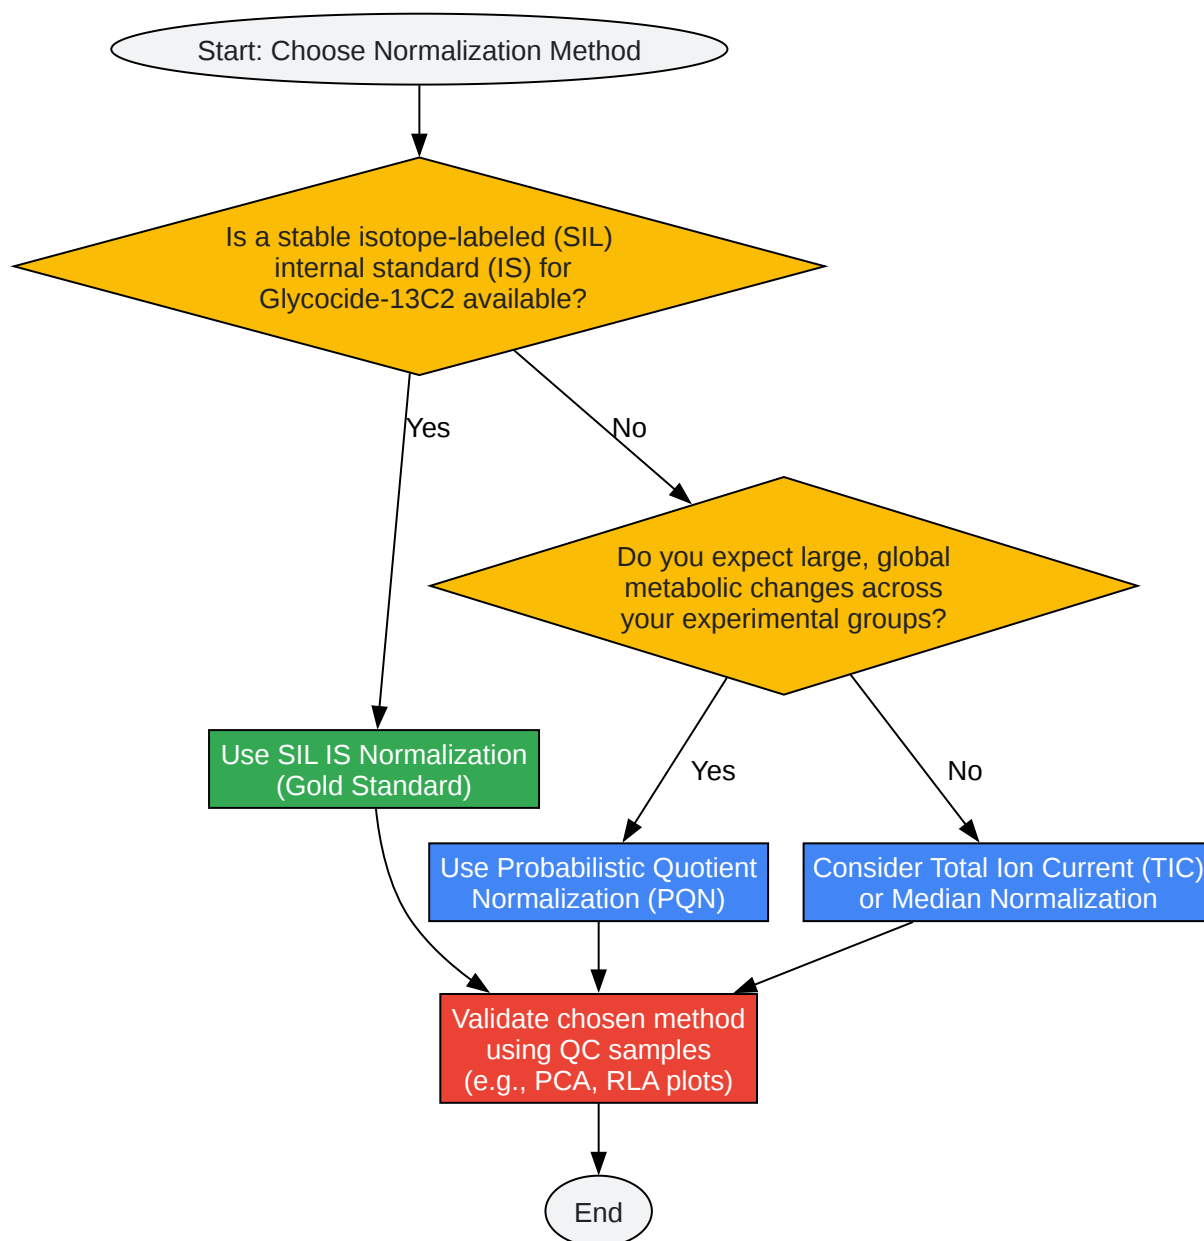 Start: Choose Normalization Method
Is a stable isotope-labeled (SIL)
internal standard (IS) for
Glycocide-13C2 available?
Yes
No
Do you expect large, global
metabolic changes across
your experimental groups?
Use SIL IS Normalization
(Gold Standard)
Yes
No
Use Probabilistic Quotient
Normalization (PQN)
Consider Total Ion Current (TIC)
or Median Normalization
Validate chosen method
using QC samples
(e.g., PCA, RLA plots)
End